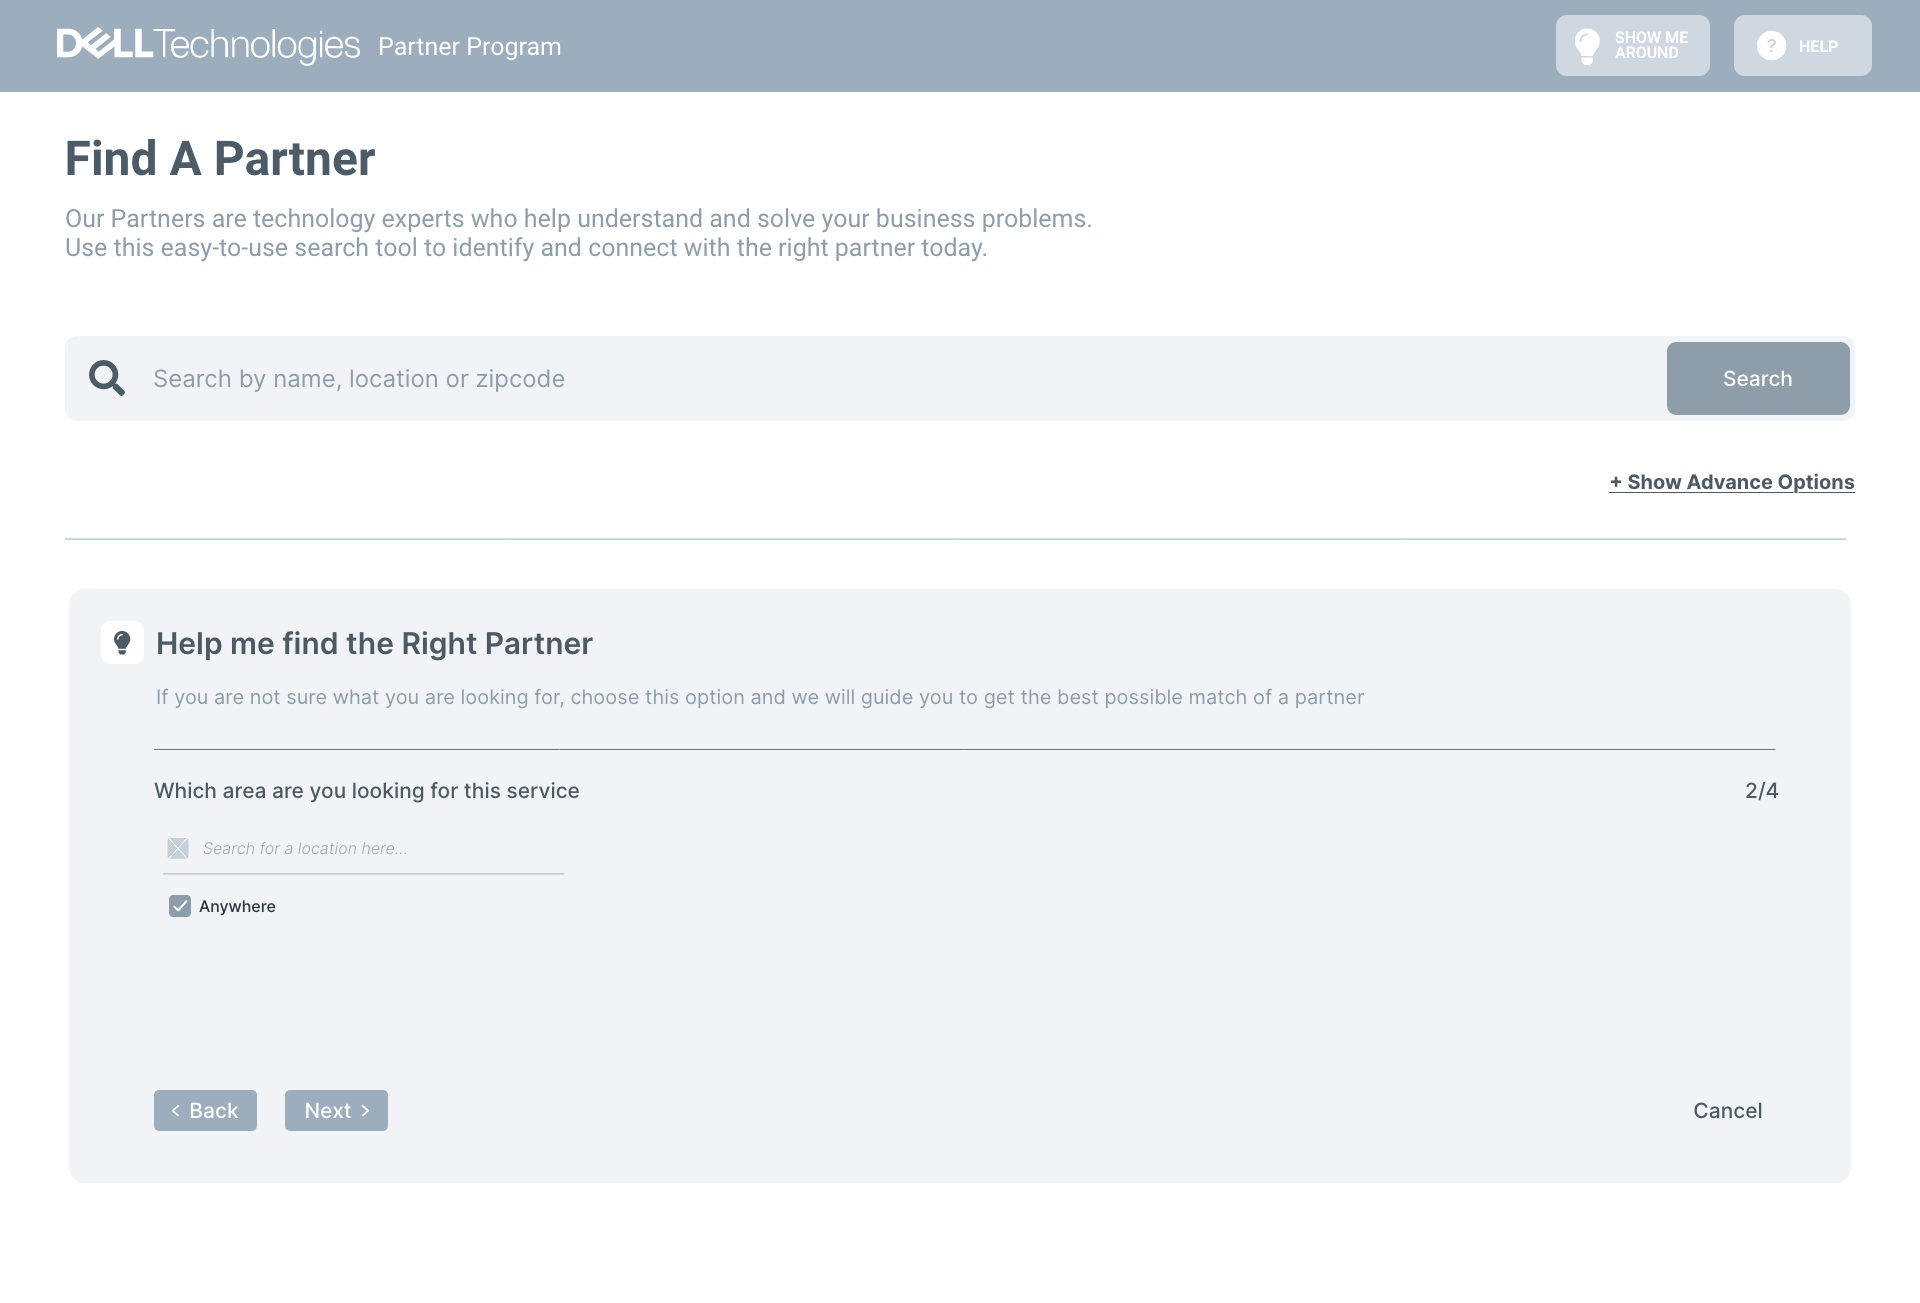 DELLTechnologies Partner Program
SHOW ME
AROUND
? HELP
Find A Partner
Our Partners are technology experts who help understand and solve your business problems.
Use this easy-to-use search tool to identify and connect with the right partner today.
Search by name, location or zipcode
Search
+ Show Advance Options
Help me find the Right Partner
If you are not sure what you are looking for, choose this option and we will guide you to get the best possible match of a partner
Which area are you looking for this service
2/4
Search for a location here...
Anywhere
< Back
Next >
Cancel